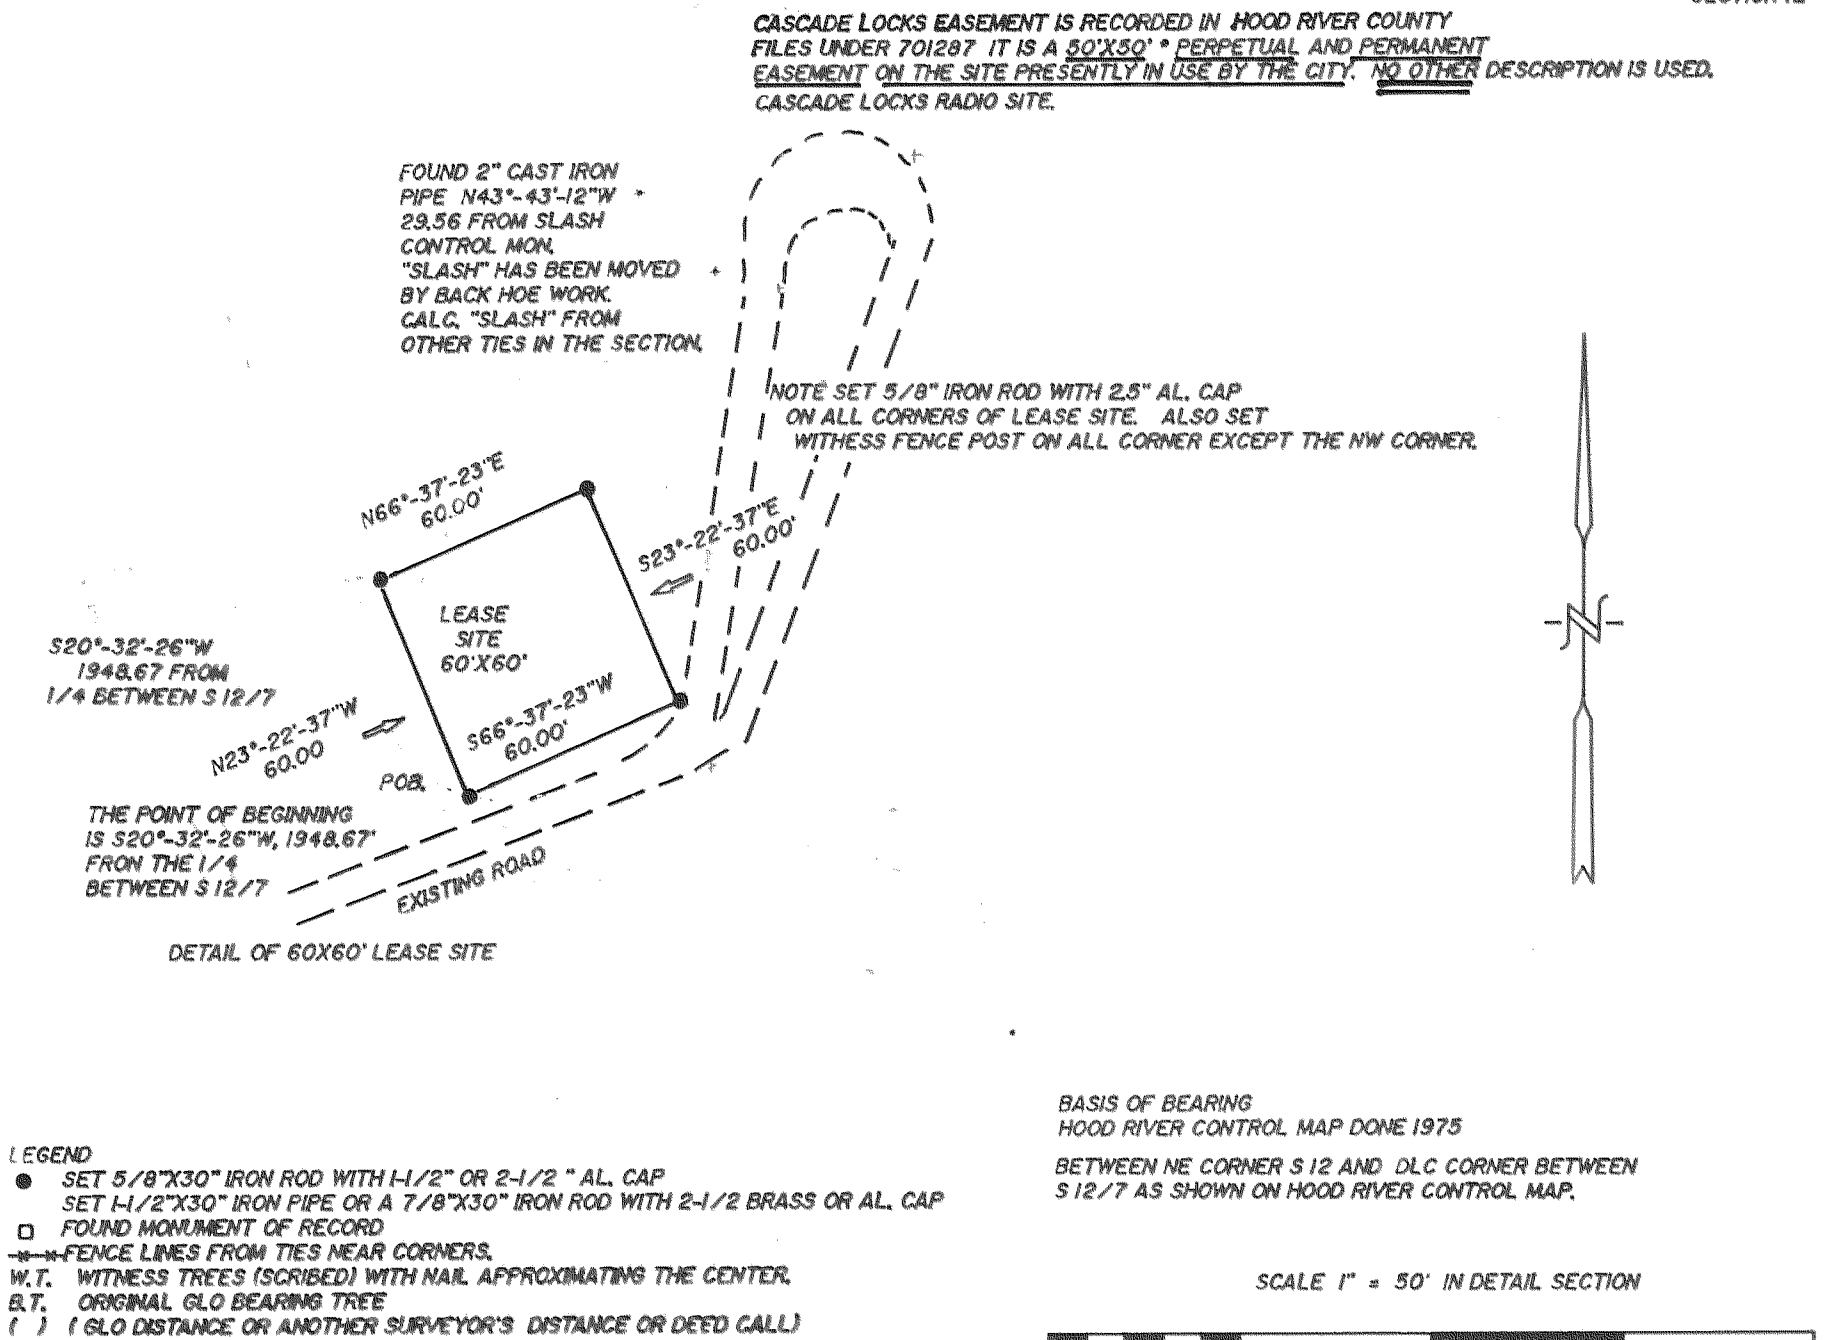 CASCADE LOCKS EASEMENT IS RECORDED IN HOOD RIVER COUNTY
FILES UNDER 701287 IT IS A 50'X50' * PERPETUAL AND PERMANENT
EASEMENT ON THE SITE PRESENTLY IN USE BY THE CITY. NO OTHER DESCRIPTION IS USED.
CASCADE LOCKS RADIO SITE.
FOUND 2" CAST IRON
PIPE N43°-43'-12"W
29.56 FROM SLASH
CONTROL MON.
"SLASH" HAS BEEN MOVED
BY BACK HOE WORK.
CALC. "SLASH" FROM
OTHER TIES IN THE SECTION.
NOTE SET 5/8" IRON ROD WITH 2.5" AL. CAP
ON ALL CORNERS OF LEASE SITE. ALSO SET
WITHESS FENCE POST ON ALL CORNER EXCEPT THE NW CORNER.
N66°-37'-23"E
60.00'
S23°-22'-37"E
60.00'
LEASE
SITE
60'X60'
S20°-32'-26"W
1948.67 FROM
1/4 BETWEEN S 12/7
N23°-22'-37"W
60.00
S66°-37'-23"W
60.00'
POB.
THE POINT OF BEGINNING
IS S20°-32'-26"W, 1948.67'
FRON THE 1/4
BETWEEN S 12/7
EXISTING ROAD
DETAIL OF 60X60' LEASE SITE
N
BASIS OF BEARING
HOOD RIVER CONTROL MAP DONE 1975
BETWEEN NE CORNER S 12 AND DLC CORNER BETWEEN
S 12/7 AS SHOWN ON HOOD RIVER CONTROL MAP.
LEGEND
SET 5/8"X30" IRON ROD WITH 1-1/2" OR 2-1/2 " AL. CAP
SET 1-1/2"X30" IRON PIPE OR A 7/8"X30" IRON ROD WITH 2-1/2 BRASS OR AL. CAP
FOUND MONUMENT OF RECORD
FENCE LINES FROM TIES NEAR CORNERS.
W.T. WITNESS TREES (SCRIBED) WITH NAIL APPROXIMATING THE CENTER.
B.T. ORIGINAL GLO BEARING TREE
( ) (GLO DISTANCE OR ANOTHER SURVEYOR'S DISTANCE OR DEED CALL)
SCALE 1" = 50' IN DETAIL SECTION